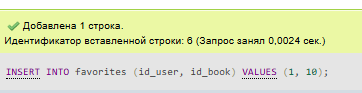 Добавлена 1 строка.
Идентификатор вставленной строки: 6 (Запрос занял 0,0024 сек.)
INSERT INTO favorites (id_user, id_book) VALUES (1, 10);